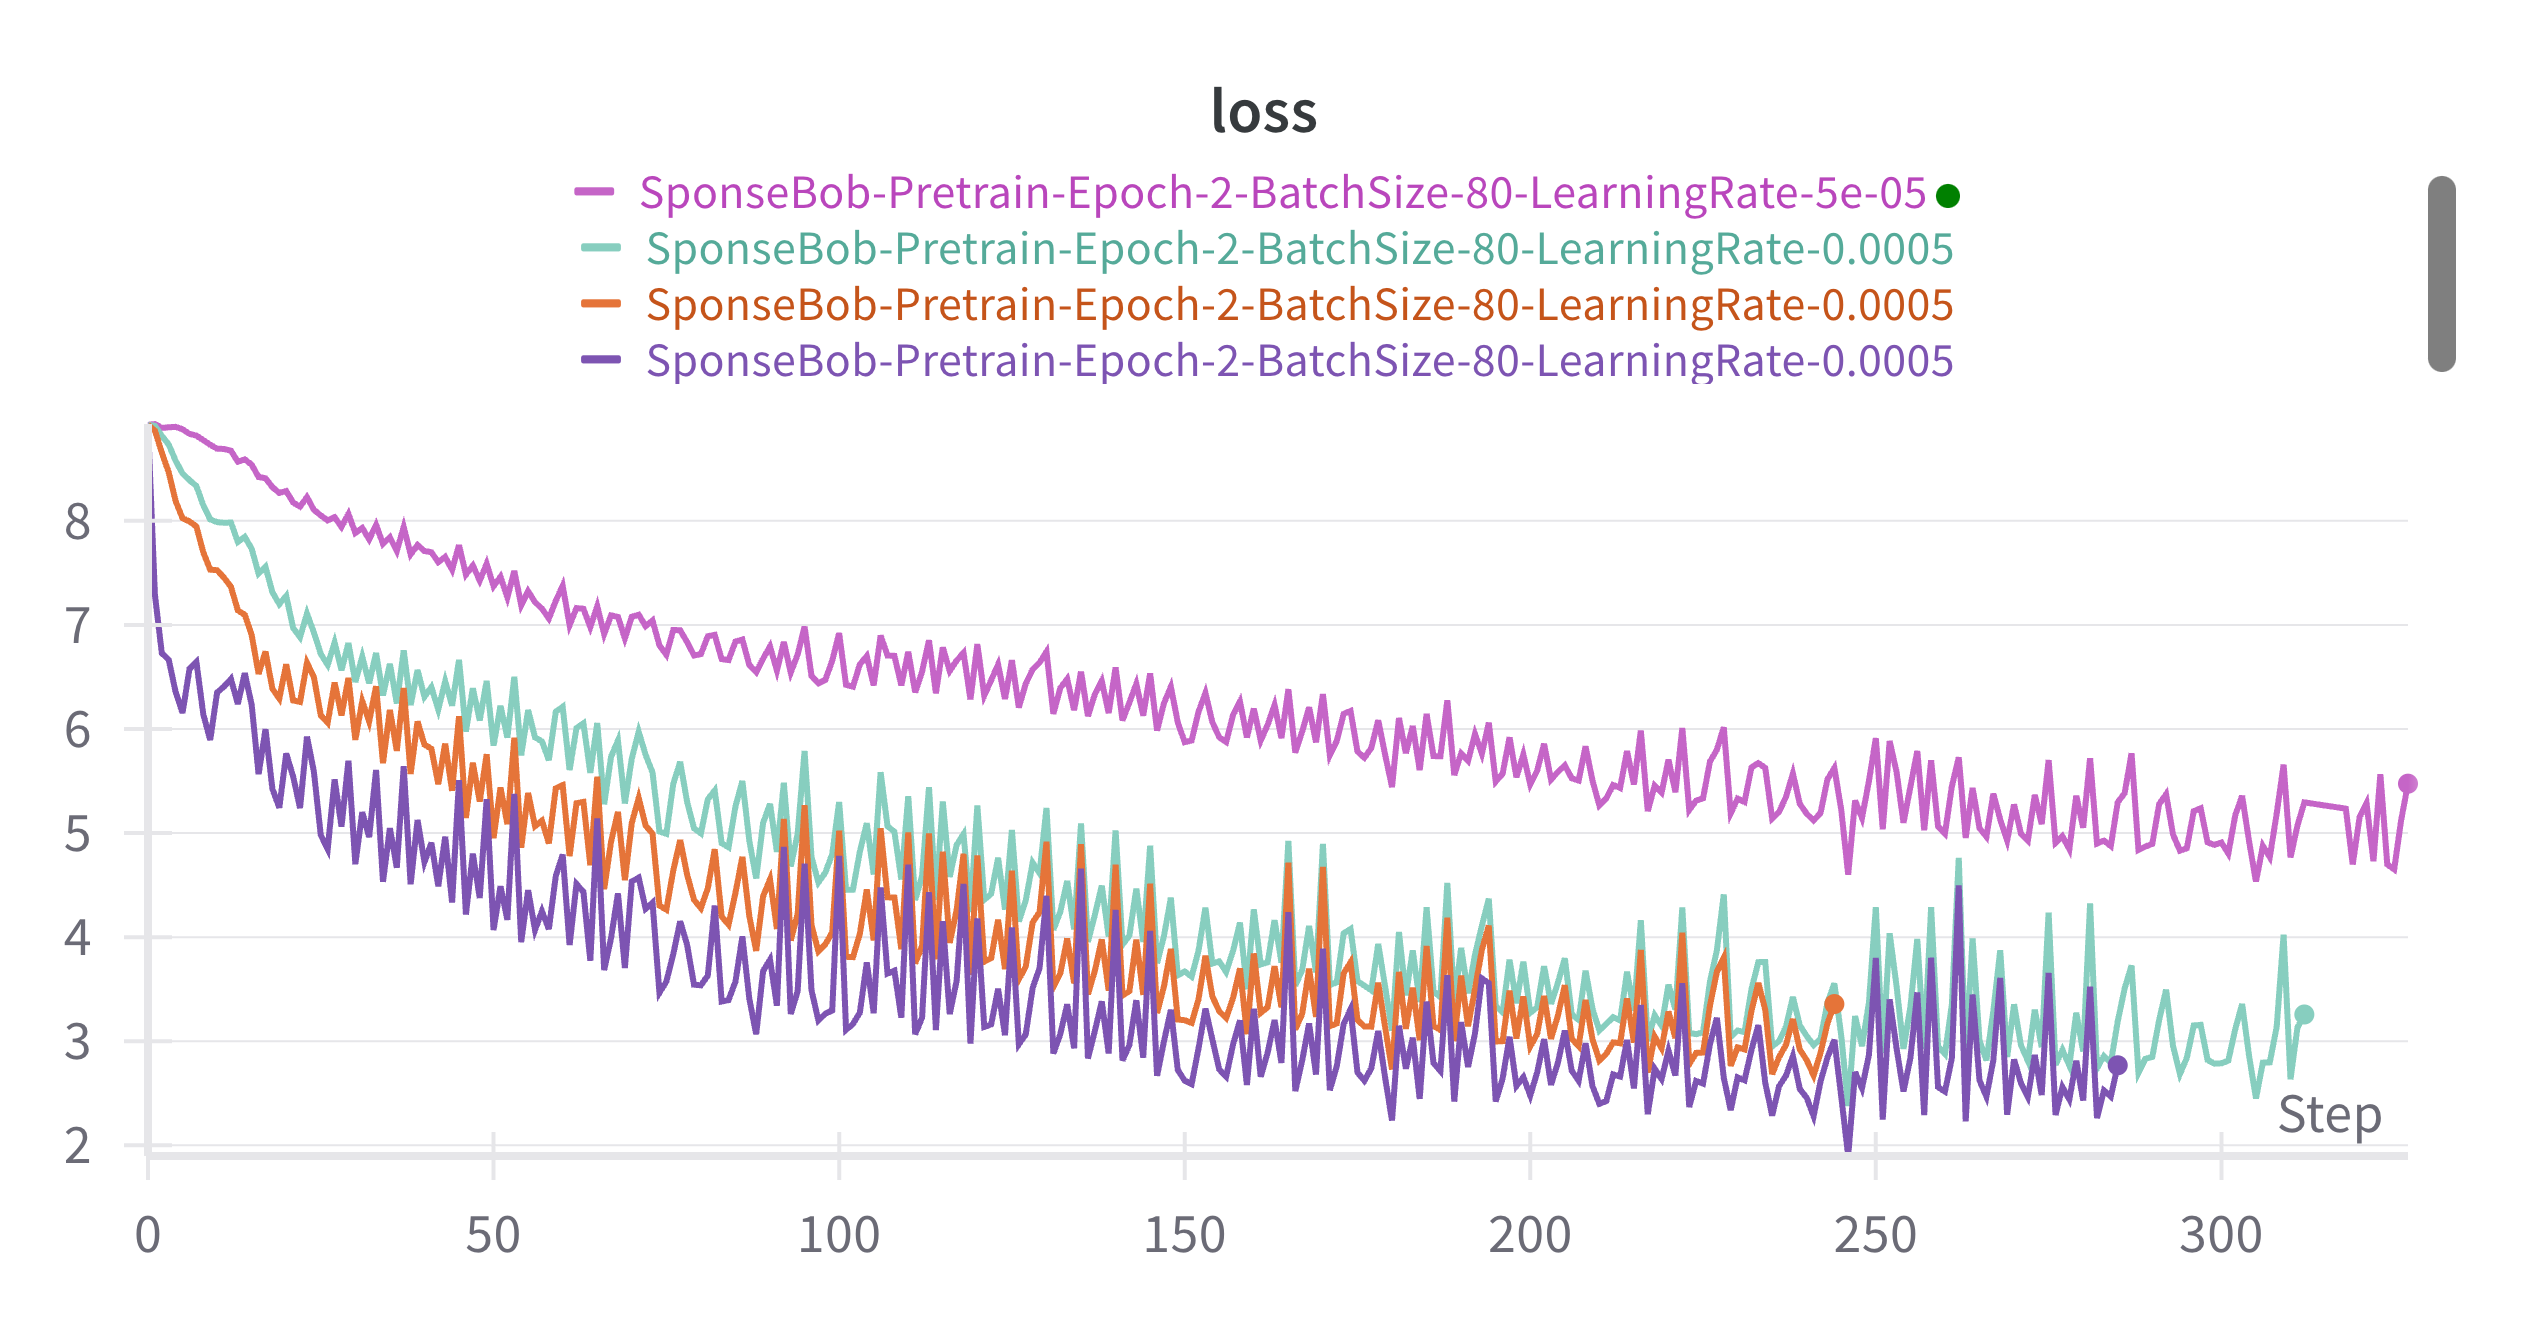 loss
SponseBob-Pretrain-Epoch-2-BatchSize-80-LearningRate-5e-05
SponseBob-Pretrain-Epoch-2-BatchSize-80-LearningRate-0.0005
SponseBob-Pretrain-Epoch-2-BatchSize-80-LearningRate-0.0005
SponseBob-Pretrain-Epoch-2-BatchSize-80-LearningRate-0.0005
8
7
6
5
4
3
2
Step
0 50 100 150 200 250 300